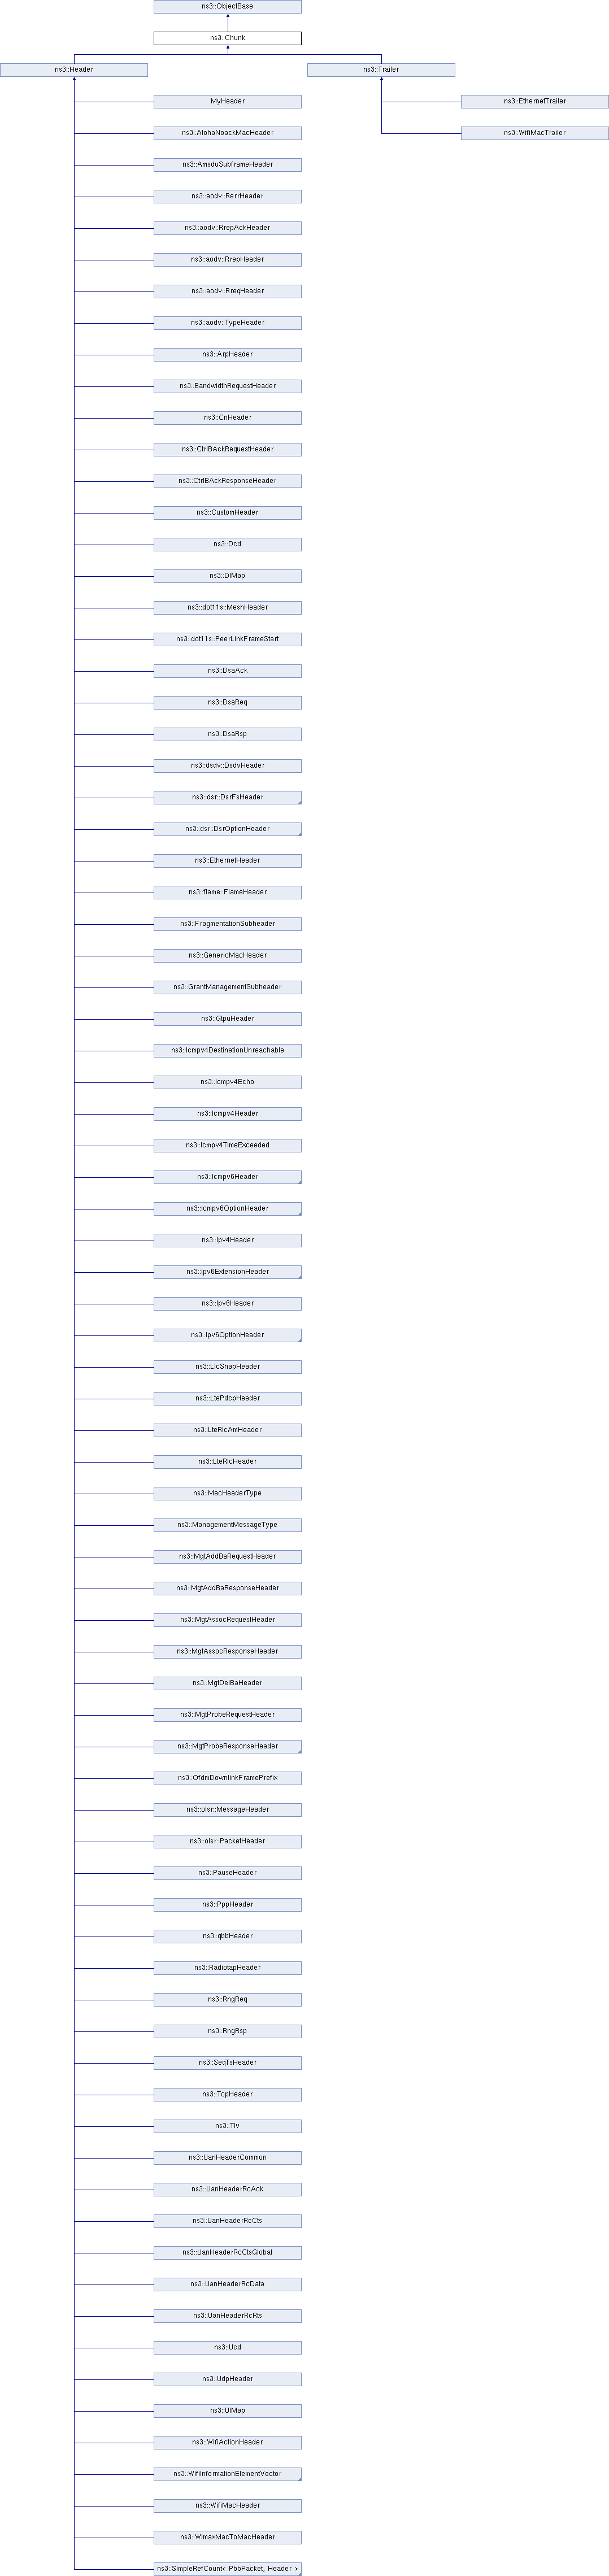 ns3::ObjectBase
ns3::Chunk
ns3::Header
ns3::Trailer
MyHeader
ns3::EthernetTrailer
ns3::AlohaNoackMacHeader
ns3::WifiMacTrailer
ns3::AmsduSubframeHeader
ns3::aodv::RerrHeader
ns3::aodv::RrepAckHeader
ns3::aodv::RrepHeader
ns3::aodv::RreqHeader
ns3::aodv::TypeHeader
ns3::ArpHeader
ns3::BandwidthRequestHeader
ns3::CnHeader
ns3::CtrlBAckRequestHeader
ns3::CtrlBAckResponseHeader
ns3::CustomHeader
ns3::Dcd
ns3::DlMap
ns3::dot11s::MeshHeader
ns3::dot11s::PeerLinkFrameStart
ns3::DsaAck
ns3::DsaReq
ns3::DsaRsp
ns3::dsdv::DsdvHeader
ns3::dsr::DsrFsHeader
ns3::dsr::DsrOptionHeader
ns3::EthernetHeader
ns3::flame::FlameHeader
ns3::FragmentationSubheader
ns3::GenericMacHeader
ns3::GrantManagementSubheader
ns3::GtpuHeader
ns3::Icmpv4DestinationUnreachable
ns3::Icmpv4Echo
ns3::Icmpv4Header
ns3::Icmpv4TimeExceeded
ns3::Icmpv6Header
ns3::Icmpv6OptionHeader
ns3::Ipv4Header
ns3::Ipv6ExtensionHeader
ns3::Ipv6Header
ns3::Ipv6OptionHeader
ns3::LlcSnapHeader
ns3::LtePdcpHeader
ns3::LteRlcAmHeader
ns3::LteRlcHeader
ns3::MacHeaderType
ns3::ManagementMessageType
ns3::MgtAddBaRequestHeader
ns3::MgtAddBaResponseHeader
ns3::MgtAssocRequestHeader
ns3::MgtAssocResponseHeader
ns3::MgtDelBaHeader
ns3::MgtProbeRequestHeader
ns3::MgtProbeResponseHeader
ns3::OfdmDownlinkFramePrefix
ns3::olsr::MessageHeader
ns3::olsr::PacketHeader
ns3::PauseHeader
ns3::PppHeader
ns3::qbbHeader
ns3::RadiotapHeader
ns3::RngReq
ns3::RngRsp
ns3::SeqTsHeader
ns3::TcpHeader
ns3::Tlv
ns3::UanHeaderCommon
ns3::UanHeaderRcAck
ns3::UanHeaderRcCts
ns3::UanHeaderRcCtsGlobal
ns3::UanHeaderRcData
ns3::UanHeaderRcRts
ns3::Ucd
ns3::UdpHeader
ns3::UlMap
ns3::WifiActionHeader
ns3::WifiInformationElementVector
ns3::WifiMacHeader
ns3::WimaxMacToMacHeader
ns3::SimpleRefCount< PbbPacket, Header >